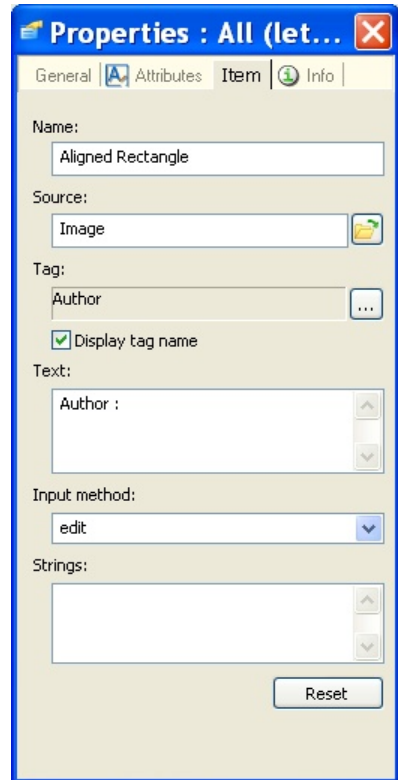 Properties : All (let...
General Attributes Item Info
Name:
Aligned Rectangle
Source:
Image
Tag:
Author
...
Display tag name
Text:
Author :
Input method:
edit
Strings:
Reset